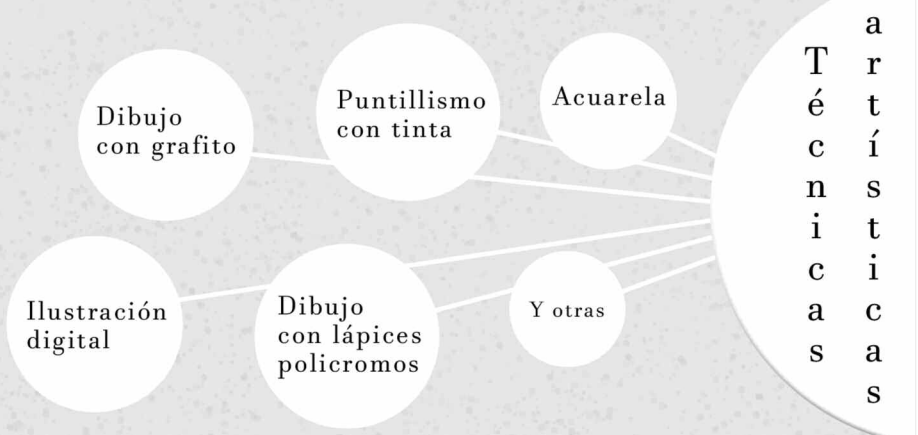 Dibujo
con grafito
Puntillismo
con tinta
Acuarela
Ilustración
digital
Dibujo
con lápices
policromos
Y otras
Técnicas
artísticas